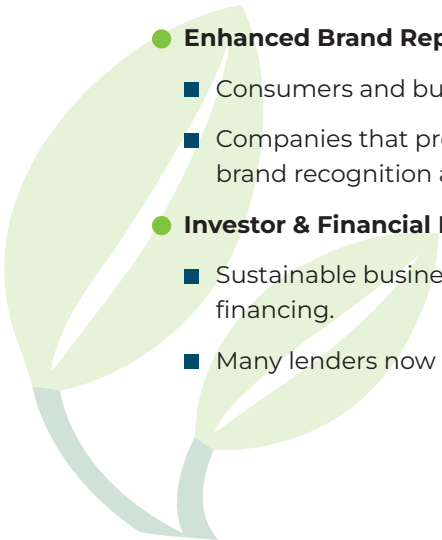 Enhanced Brand Rep
Consumers and bu
Companies that pr
brand recognition
Investor & Financial
Sustainable busine
financing.
Many lenders now